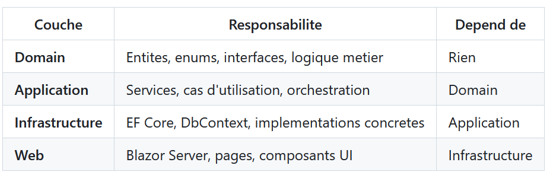 Couche Responsabilite Depend de
Domain Entites, enums, interfaces, logique metier Rien
Application Services, cas d'utilisation, orchestration Domain
Infrastructure EF Core, DbContext, implementations concretes Application
Web Blazor Server, pages, composants UI Infrastructure